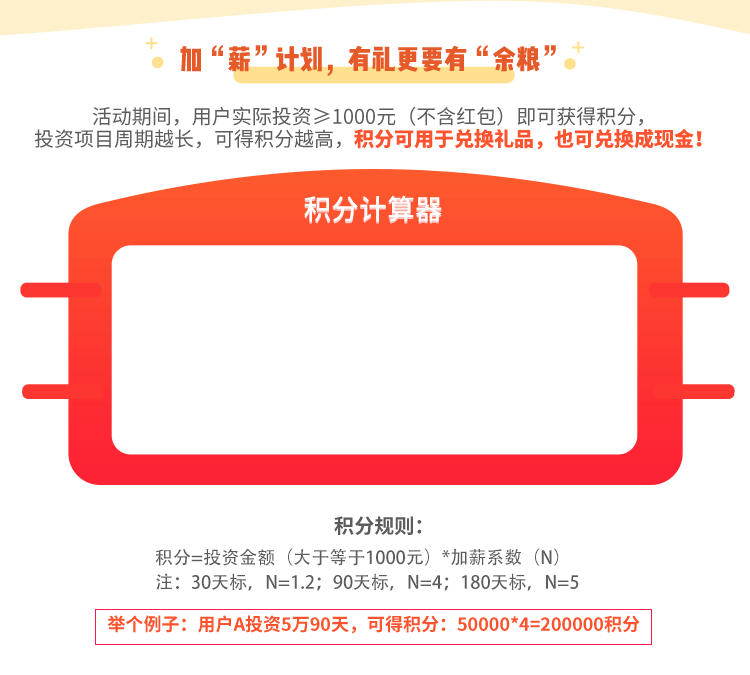 加“薪”计划，有礼更要有“余粮”
活动期间，用户实际投资≥1000元（不含红包）即可获得积分，
投资项目周期越长，可得积分越高，积分可用于兑换礼品，也可兑换成现金！
积分计算器
积分规则：
积分=投资金额（大于等于1000元）*加薪系数（N）
注：30天标，N=1.2；90天标，N=4；180天标，N=5
举个例子：用户A投资5万90天，可得积分：50000*4=200000积分